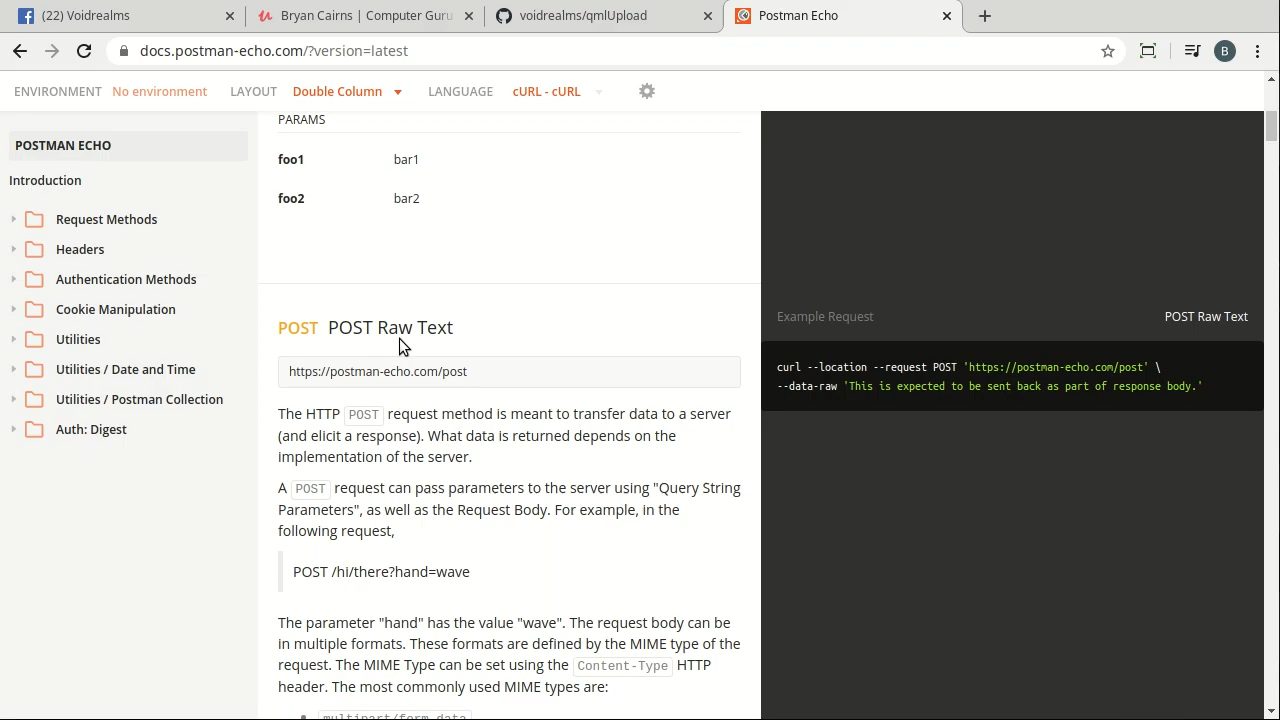 (22) Voidrealms
Bryan Cairns | Computer Guru
voidrealms/qmlUpload
Postman Echo
docs.postman-echo.com/?version=latest
B
ENVIRONMENT No environment LAYOUT Double Column LANGUAGE cURL - cURL
POSTMAN ECHO
Introduction
Request Methods
Headers
Authentication Methods
Cookie Manipulation
Utilities
Utilities / Date and Time
Utilities / Postman Collection
Auth: Digest
PARAMS
foo1 bar1
foo2 bar2
POST POST Raw Text
https://postman-echo.com/post
The HTTP POST request method is meant to transfer data to a server
(and elicit a response). What data is returned depends on the
implementation of the server.
A POST request can pass parameters to the server using "Query String
Parameters", as well as the Request Body. For example, in the
following request,
POST /hi/there?hand=wave
The parameter "hand" has the value "wave". The request body can be
in multiple formats. These formats are defined by the MIME type of the
request. The MIME Type can be set using the Content-Type HTTP
header. The most commonly used MIME types are:
multipart/form-data
Example Request POST Raw Text
curl --location --request POST 'https://postman-echo.com/post' \
--data-raw 'This is expected to be sent back as part of response body.'